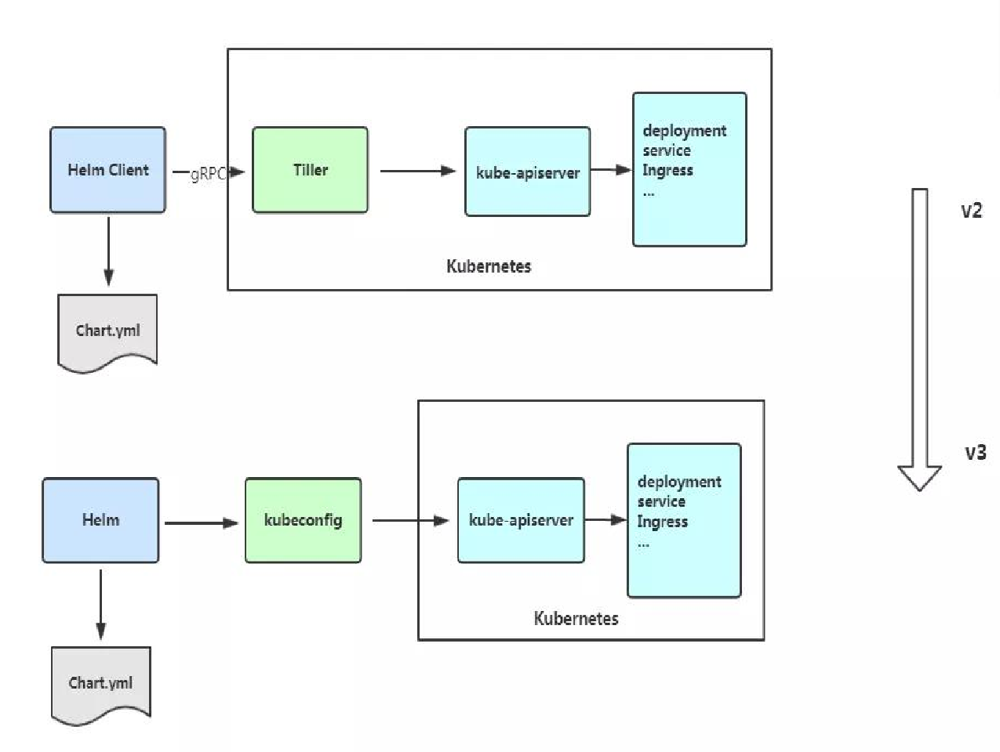 Helm Client
gRPC
Tiller
kube-apiserver
deployment
service
Ingress
...
Kubernetes
Chart.yml
v2
v3
Helm
kubeconfig
kube-apiserver
deployment
service
Ingress
...
Kubernetes
Chart.yml